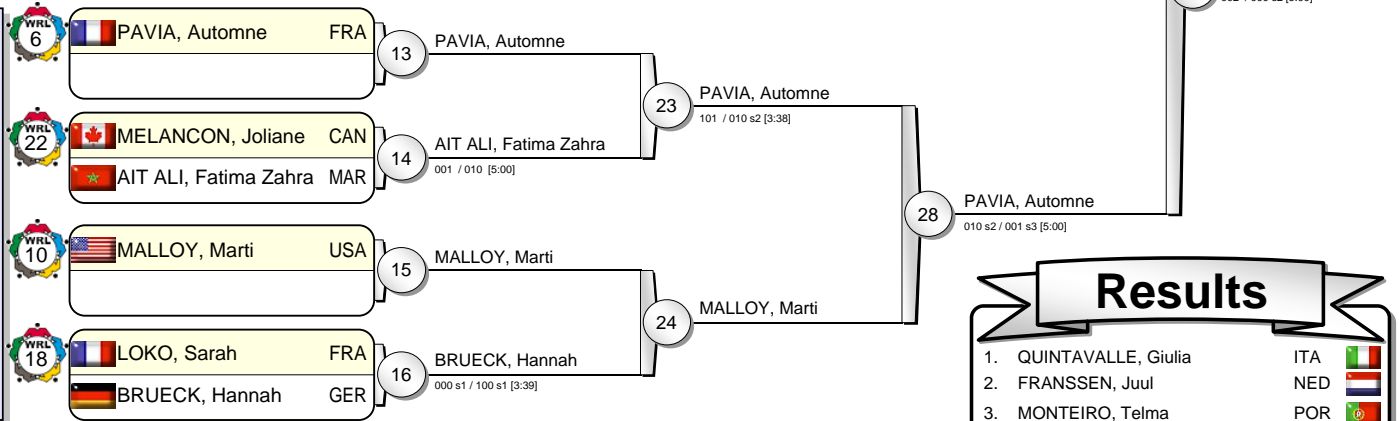 WRL
6
PAVIA, Automne FRA
13
PAVIA, Automne
23
PAVIA, Automne
101 / 010 s2 [3:38]
WRL
22
MELANCON, Joliane CAN
AIT ALI, Fatima Zahra MAR
14
AIT ALI, Fatima Zahra
001 / 010 [5:00]
28
PAVIA, Automne
010 s2 / 001 s3 [5:00]
WRL
10
MALLOY, Marti USA
15
MALLOY, Marti
24
MALLOY, Marti
WRL
18
LOKO, Sarah FRA
BRUECK, Hannah GER
16
BRUECK, Hannah
000 s1 / 100 s1 [3:39]
Results
1. QUINTAVALLE, Giulia ITA
2. FRANSSEN, Juul NED
3. MONTEIRO, Telma POR